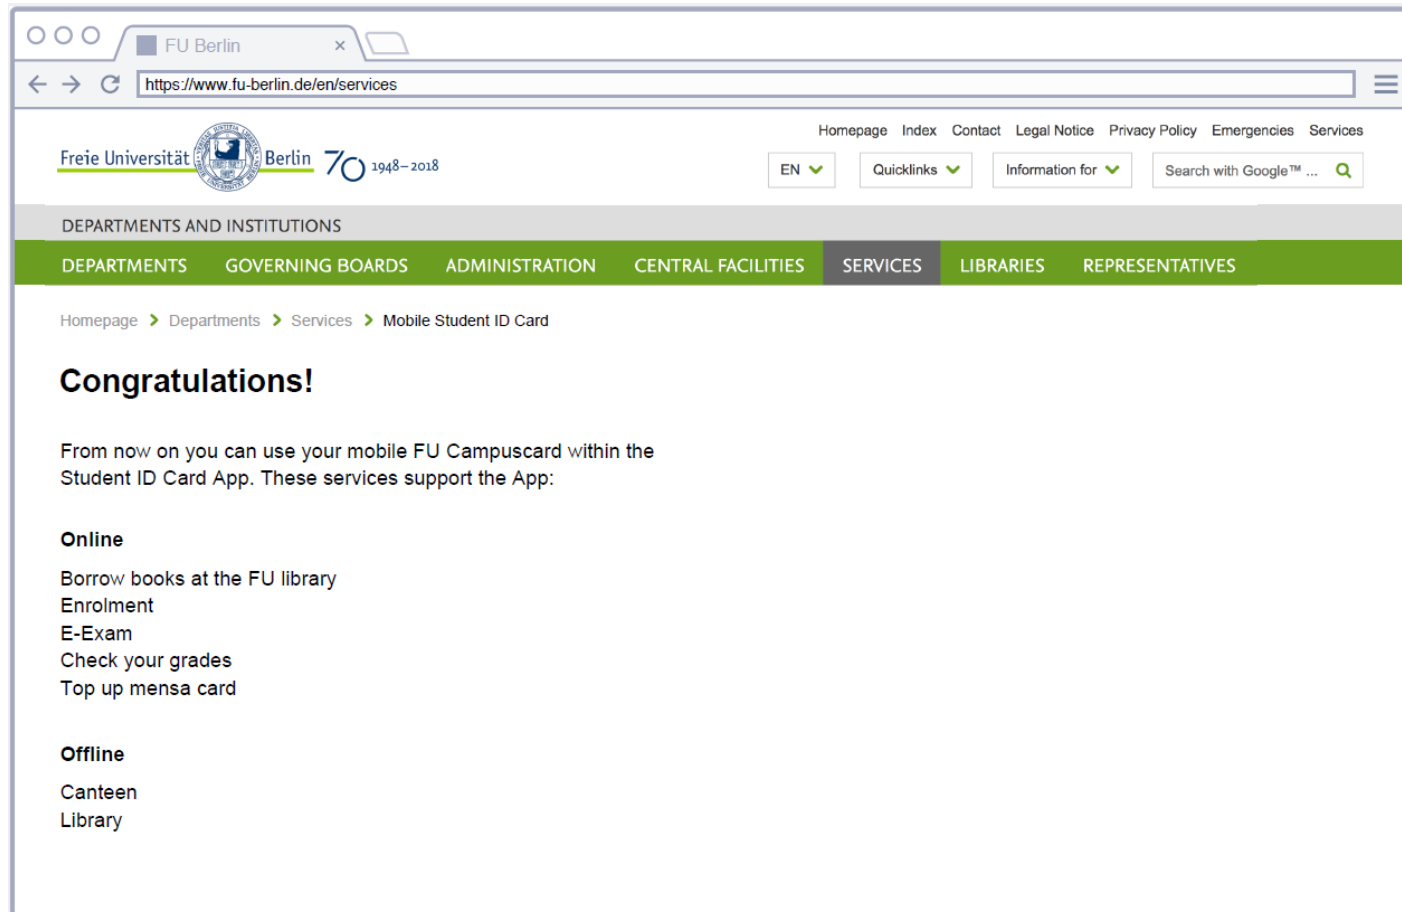 FU Berlin ×
https://www.fu-berlin.de/en/services
Homepage Index Contact Legal Notice Privacy Policy Emergencies Services
Freie Universität Berlin 70 1948–2018
EN Quicklinks Information for Search with Google™ ...
DEPARTMENTS AND INSTITUTIONS
DEPARTMENTS GOVERNING BOARDS ADMINISTRATION CENTRAL FACILITIES SERVICES LIBRARIES REPRESENTATIVES
Homepage > Departments > Services > Mobile Student ID Card
Congratulations!
From now on you can use your mobile FU Campuscard within the
Student ID Card App. These services support the App:
Online
Borrow books at the FU library
Enrolment
E-Exam
Check your grades
Top up mensa card
Offline
Canteen
Library